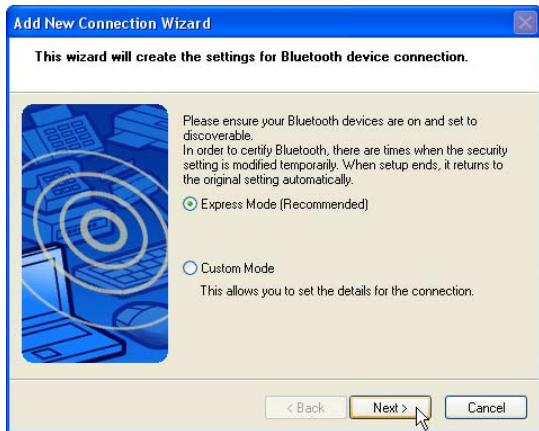 Add New Connection Wizard
This wizard will create the settings for Bluetooth device connection.
Please ensure your Bluetooth devices are on and set to
discoverable.
In order to certify Bluetooth, there are times when the security
setting is modified temporarily. When setup ends, it returns to
the original setting automatically.
Express Mode (Recommended)
Custom Mode
This allows you to set the details for the connection.
< Back Next > Cancel